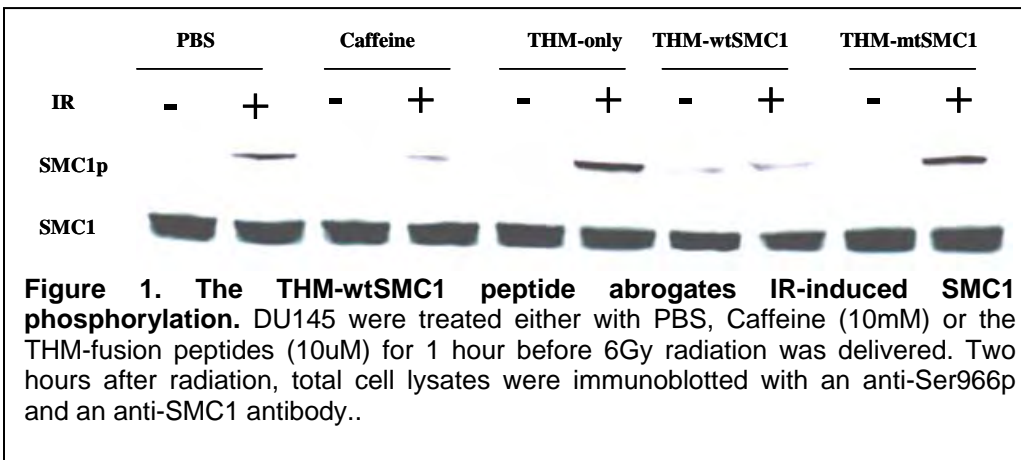 PBS Caffeine THM-only THM-wtSMC1 THM-mtSMC1
IR - + - + - + - + - +
SMC1p
SMC1
Figure 1. The THM-wtSMC1 peptide abrogates IR-induced SMC1
phosphorylation. DU145 were treated either with PBS, Caffeine (10mM) or the
THM-fusion peptides (10uM) for 1 hour before 6Gy radiation was delivered. Two
hours after radiation, total cell lysates were immunoblotted with an anti-Ser966p
and an anti-SMC1 antibody..